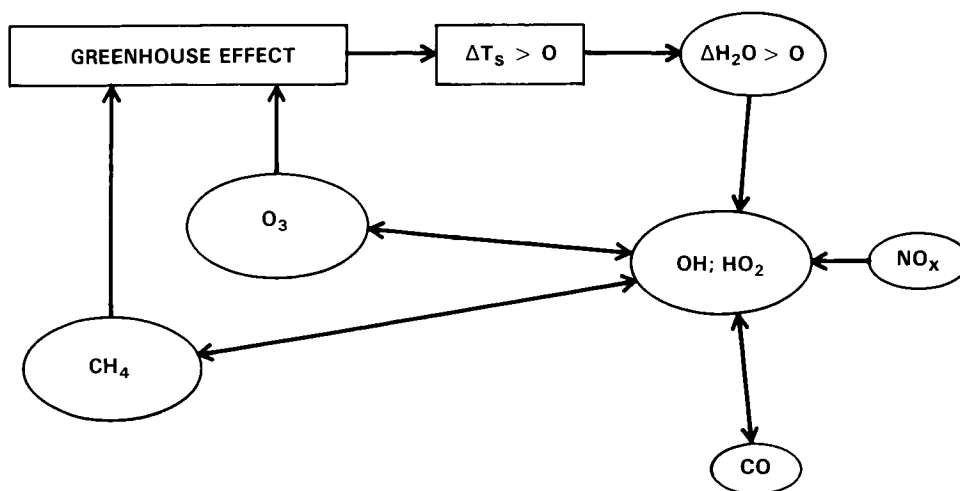 GREENHOUSE EFFECT
ΔTₛ > O
ΔH₂O > O
O₃
OH; HO₂
NOₓ
CH₄
CO